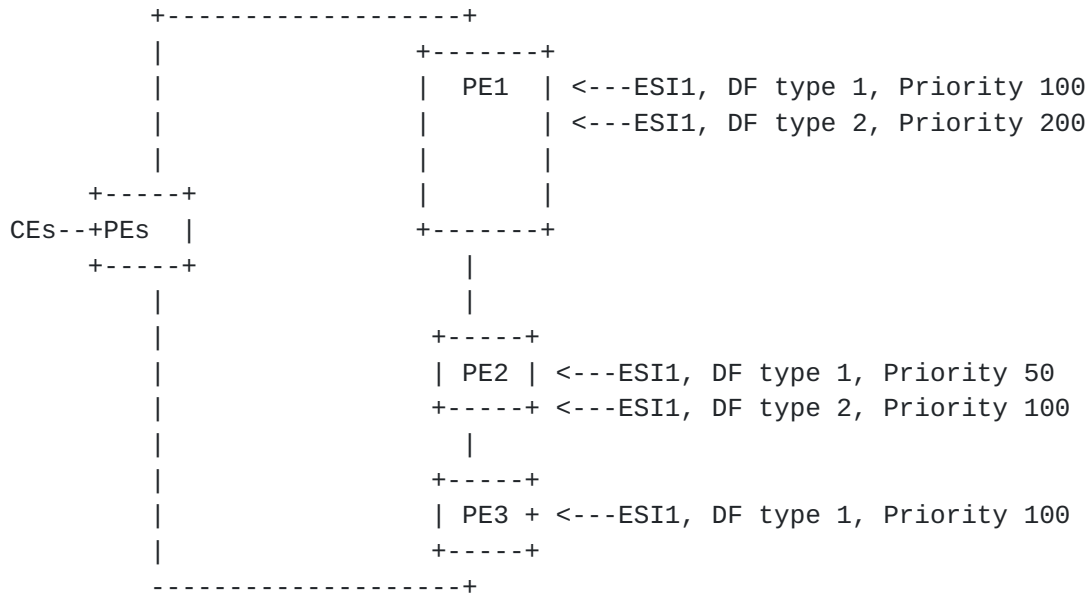 PE1 <---ESI1, DF type 1, Priority 100
<---ESI1, DF type 2, Priority 200
CEs--+PEs
PE2 <---ESI1, DF type 1, Priority 50
<---ESI1, DF type 2, Priority 100
PE3 + <---ESI1, DF type 1, Priority 100